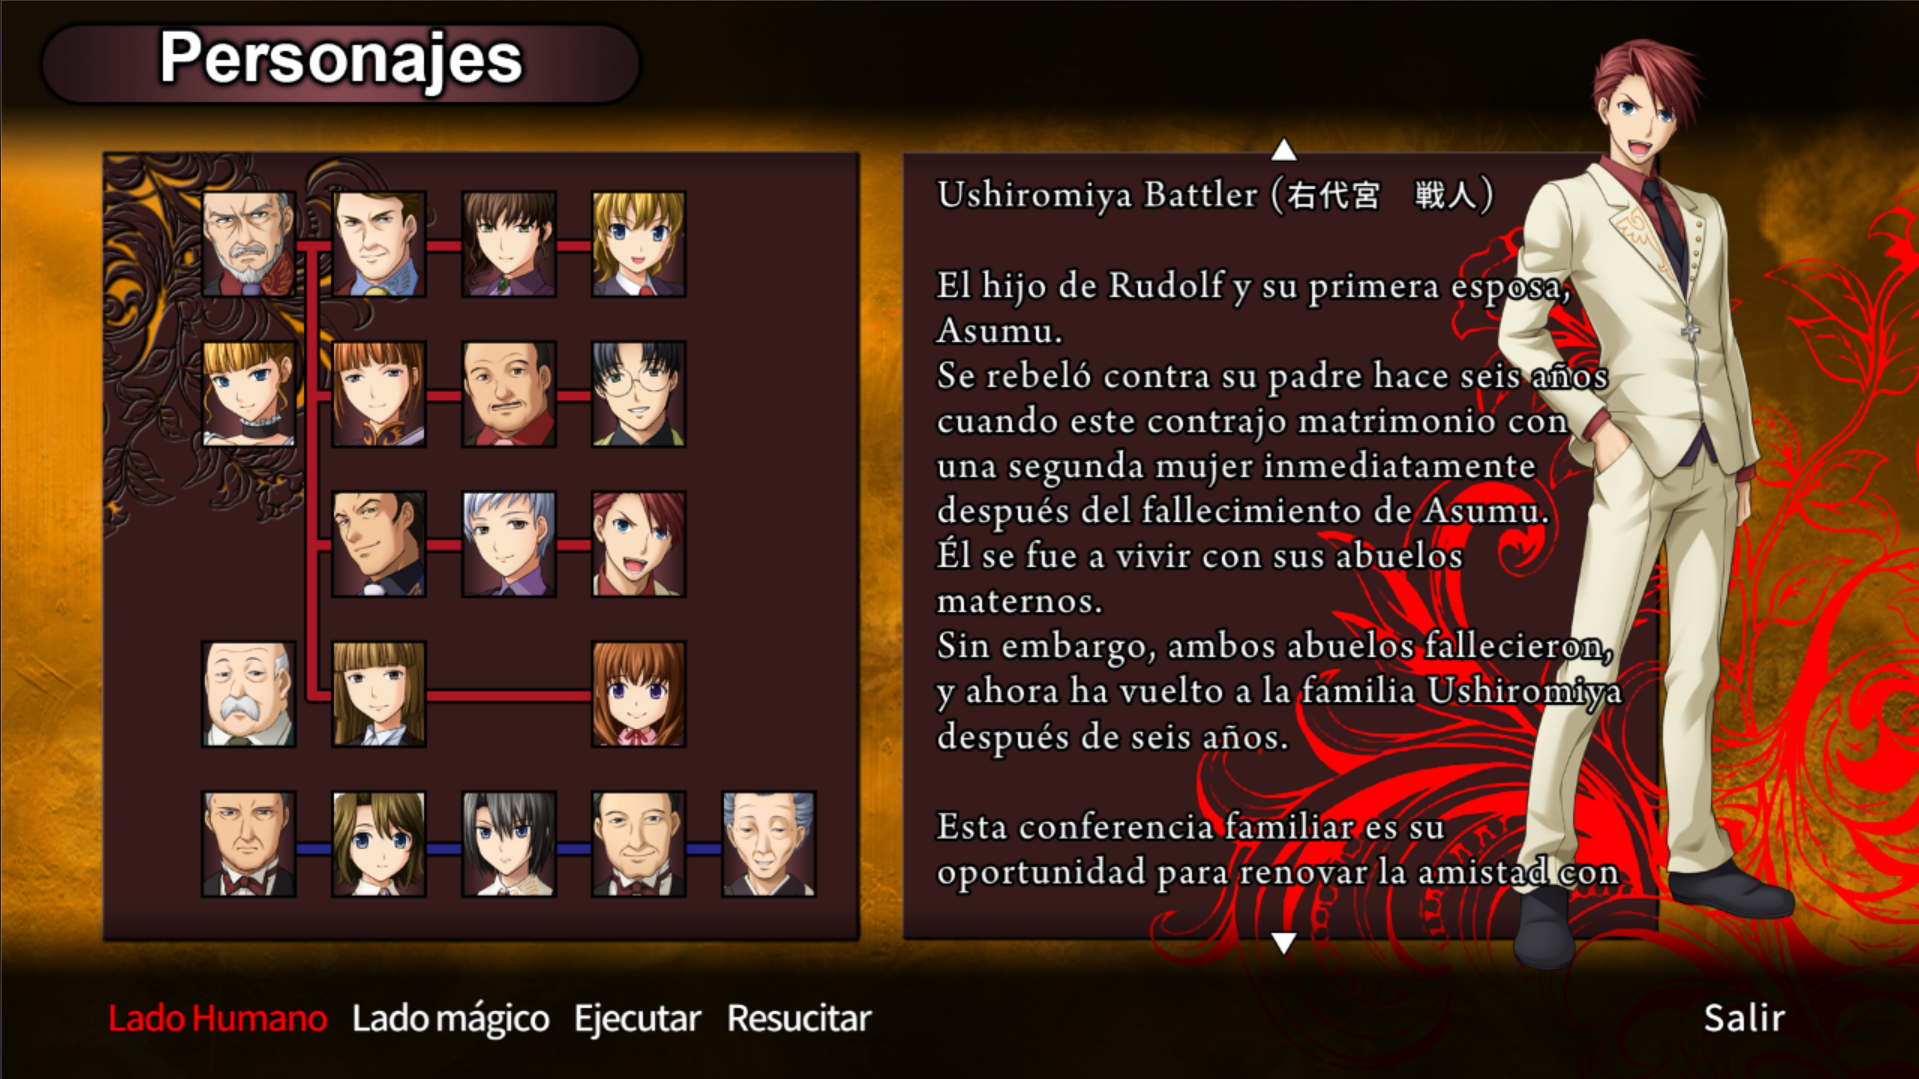 Personajes
Ushiromiya Battler (右代宮　戦人)
El hijo de Rudolf y su primera esposa,
Asumu.
Se rebeló contra su padre hace seis años
cuando este contrajo matrimonio con
una segunda mujer inmediatamente
después del fallecimiento de Asumu.
Él se fue a vivir con sus abuelos
maternos.
Sin embargo, ambos abuelos fallecieron,
y ahora ha vuelto a la familia Ushiromiya
después de seis años.
Esta conferencia familiar es su
oportunidad para renovar la amistad con
Lado Humano Lado mágico Ejecutar Resucitar
Salir